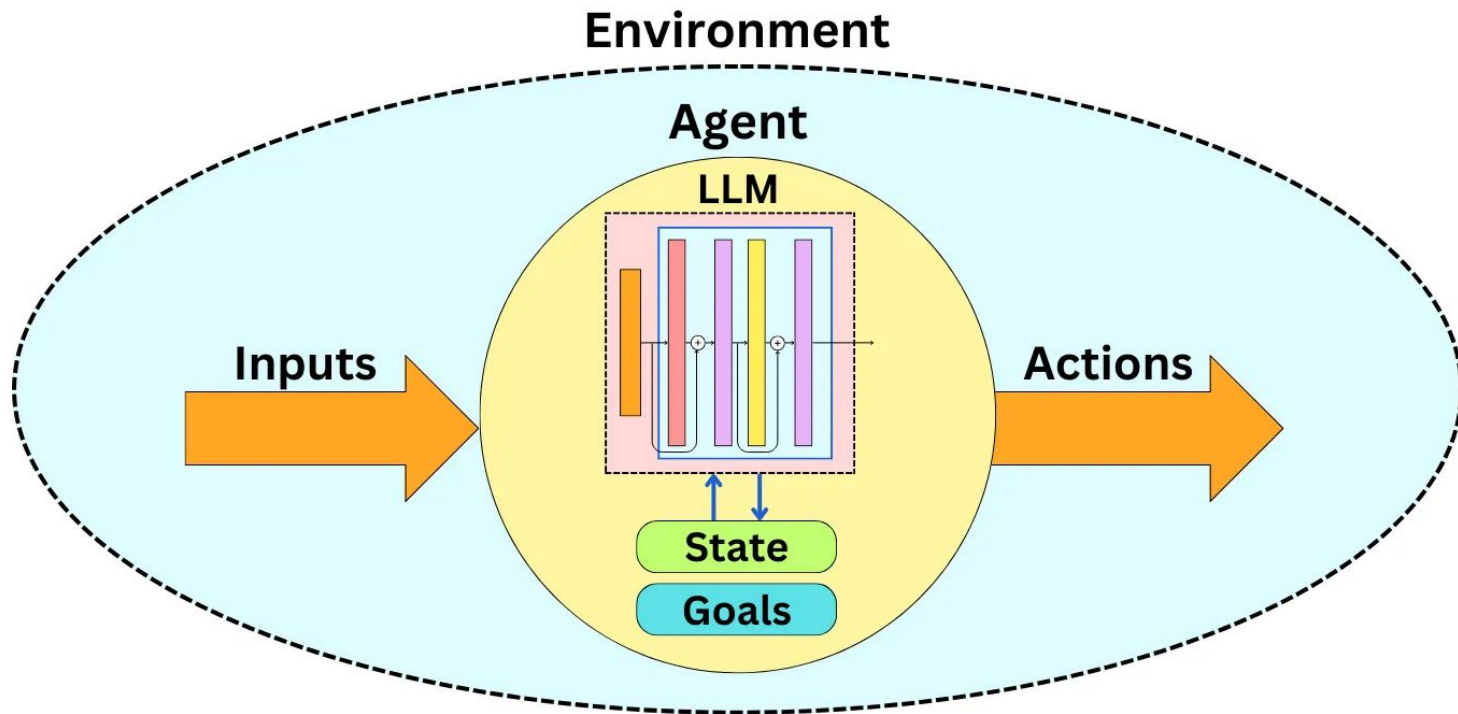 Environment
Agent
LLM
Inputs
Actions
+
+
State
Goals